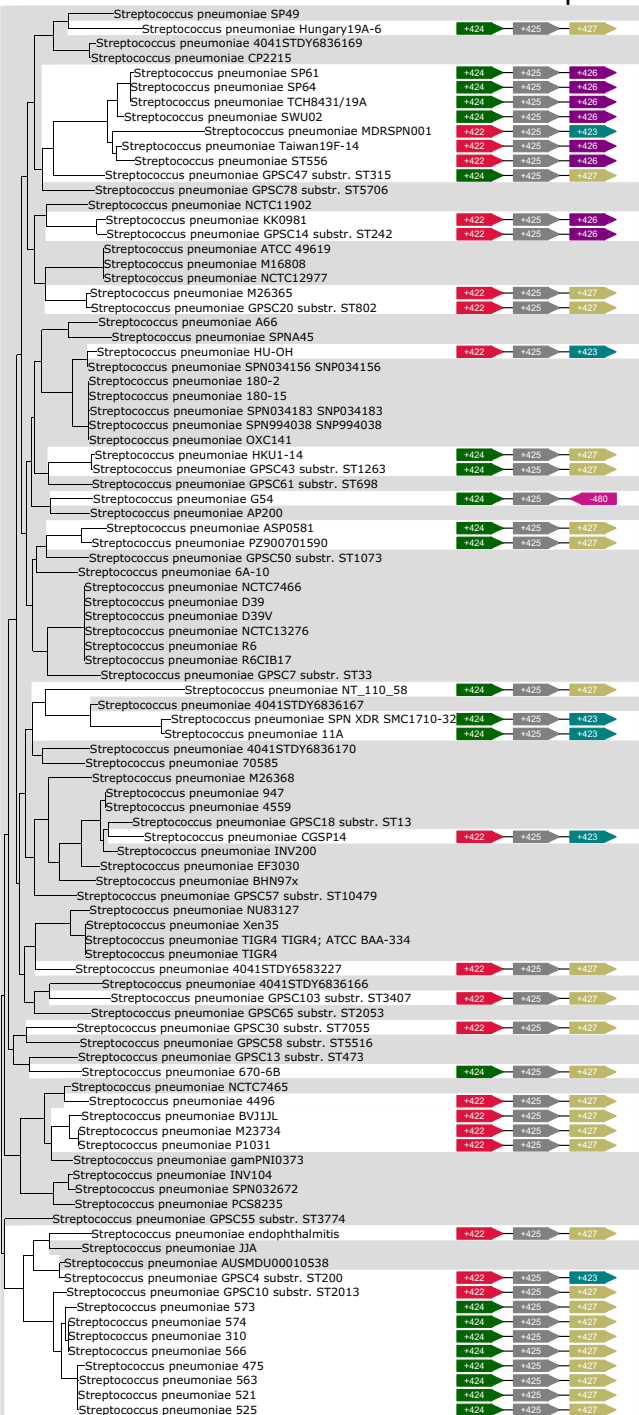 Streptococcus pneumoniae SP49
Streptococcus pneumoniae Hungary19A-6 +424 +425 +427
Streptococcus pneumoniae 4041STDY6836169
Streptococcus pneumoniae CP2215
Streptococcus pneumoniae SP61 +424 +425 +426
Streptococcus pneumoniae SP64 +424 +425 +426
Streptococcus pneumoniae TCH8431/19A +424 +425 +426
Streptococcus pneumoniae SWU02 +424 +425 +426
Streptococcus pneumoniae MDRSPN001 +422 +425 +423
Streptococcus pneumoniae Taiwan19F-14 +422 +425 +426
Streptococcus pneumoniae ST556 +422 +425 +426
Streptococcus pneumoniae GPSC47 substr. ST315 +424 +425 +427
Streptococcus pneumoniae GPSC78 substr. ST5706
Streptococcus pneumoniae NCTC11902
Streptococcus pneumoniae KK0981 +422 +425 +426
Streptococcus pneumoniae GPSC14 substr. ST242 +422 +425 +426
Streptococcus pneumoniae ATCC 49619
Streptococcus pneumoniae M16808
Streptococcus pneumoniae NCTC12977
Streptococcus pneumoniae M26365 +422 +425 +427
Streptococcus pneumoniae GPSC20 substr. ST802 +422 +425 +427
Streptococcus pneumoniae A66
Streptococcus pneumoniae SPNA45
Streptococcus pneumoniae HU-OH +422 +425 +423
Streptococcus pneumoniae SPN034156 SNP034156
Streptococcus pneumoniae 180-2
Streptococcus pneumoniae 180-15
Streptococcus pneumoniae SPN034183 SNP034183
Streptococcus pneumoniae SPN994038 SNP994038
Streptococcus pneumoniae OXC141
Streptococcus pneumoniae HKU1-14 +424 +425 +427
Streptococcus pneumoniae GPSC43 substr. ST1263 +424 +425 +427
Streptococcus pneumoniae GPSC61 substr. ST698
Streptococcus pneumoniae G54 +424 +425 -480
Streptococcus pneumoniae AP200
Streptococcus pneumoniae ASP0581 +424 +425 +427
Streptococcus pneumoniae PZ900701590 +424 +425 +427
Streptococcus pneumoniae GPSC50 substr. ST1073
Streptococcus pneumoniae 6A-10
Streptococcus pneumoniae NCTC7466
Streptococcus pneumoniae D39
Streptococcus pneumoniae D39V
Streptococcus pneumoniae NCTC13276
Streptococcus pneumoniae R6
Streptococcus pneumoniae R6CIB17
Streptococcus pneumoniae GPSC7 substr. ST33
Streptococcus pneumoniae NT_110_58 +424 +425 +427
Streptococcus pneumoniae 4041STDY6836167
Streptococcus pneumoniae SPN XDR SMC1710-32 +424 +425 +423
Streptococcus pneumoniae 11A +424 +425 +423
Streptococcus pneumoniae 4041STDY6836170
Streptococcus pneumoniae 70585
Streptococcus pneumoniae M26368
Streptococcus pneumoniae 947
Streptococcus pneumoniae 4559
Streptococcus pneumoniae GPSC18 substr. ST13
Streptococcus pneumoniae CGSP14 +422 +425 +423
Streptococcus pneumoniae INV200
Streptococcus pneumoniae EF3030
Streptococcus pneumoniae BHN97x
Streptococcus pneumoniae GPSC57 substr. ST10479
Streptococcus pneumoniae NU83127
Streptococcus pneumoniae Xen35
Streptococcus pneumoniae TIGR4 TIGR4; ATCC BAA-334
Streptococcus pneumoniae TIGR4
Streptococcus pneumoniae 4041STDY6583227 +422 +425 +427
Streptococcus pneumoniae 4041STDY6836166
Streptococcus pneumoniae GPSC103 substr. ST3407 +422 +425 +427
Streptococcus pneumoniae GPSC65 substr. ST2053
Streptococcus pneumoniae GPSC30 substr. ST7055 +422 +425 +427
Streptococcus pneumoniae GPSC58 substr. ST5516
Streptococcus pneumoniae GPSC13 substr. ST473
Streptococcus pneumoniae 670-6B +424 +425 +427
Streptococcus pneumoniae NCTC7465
Streptococcus pneumoniae 4496 +422 +425 +427
Streptococcus pneumoniae BVJ1JL +422 +425 +427
Streptococcus pneumoniae M23734 +422 +425 +427
Streptococcus pneumoniae P1031 +422 +425 +427
Streptococcus pneumoniae gamPNI0373
Streptococcus pneumoniae INV104
Streptococcus pneumoniae SPN032672
Streptococcus pneumoniae PCS8235
Streptococcus pneumoniae GPSC55 substr. ST3774
Streptococcus pneumoniae endophthalmitis +422 +425 +427
Streptococcus pneumoniae JJA
Streptococcus pneumoniae AUSMDU00010538
Streptococcus pneumoniae GPSC4 substr. ST200 +422 +425 +423
Streptococcus pneumoniae GPSC10 substr. ST2013 +422 +425 +427
Streptococcus pneumoniae 573 +424 +425 +427
Streptococcus pneumoniae 574 +424 +425 +427
Streptococcus pneumoniae 310 +424 +425 +427
Streptococcus pneumoniae 566 +424 +425 +427
Streptococcus pneumoniae 475 +424 +425 +427
Streptococcus pneumoniae 563 +424 +425 +427
Streptococcus pneumoniae 521 +424 +425 +427
Streptococcus pneumoniae 525 +424 +425 +427